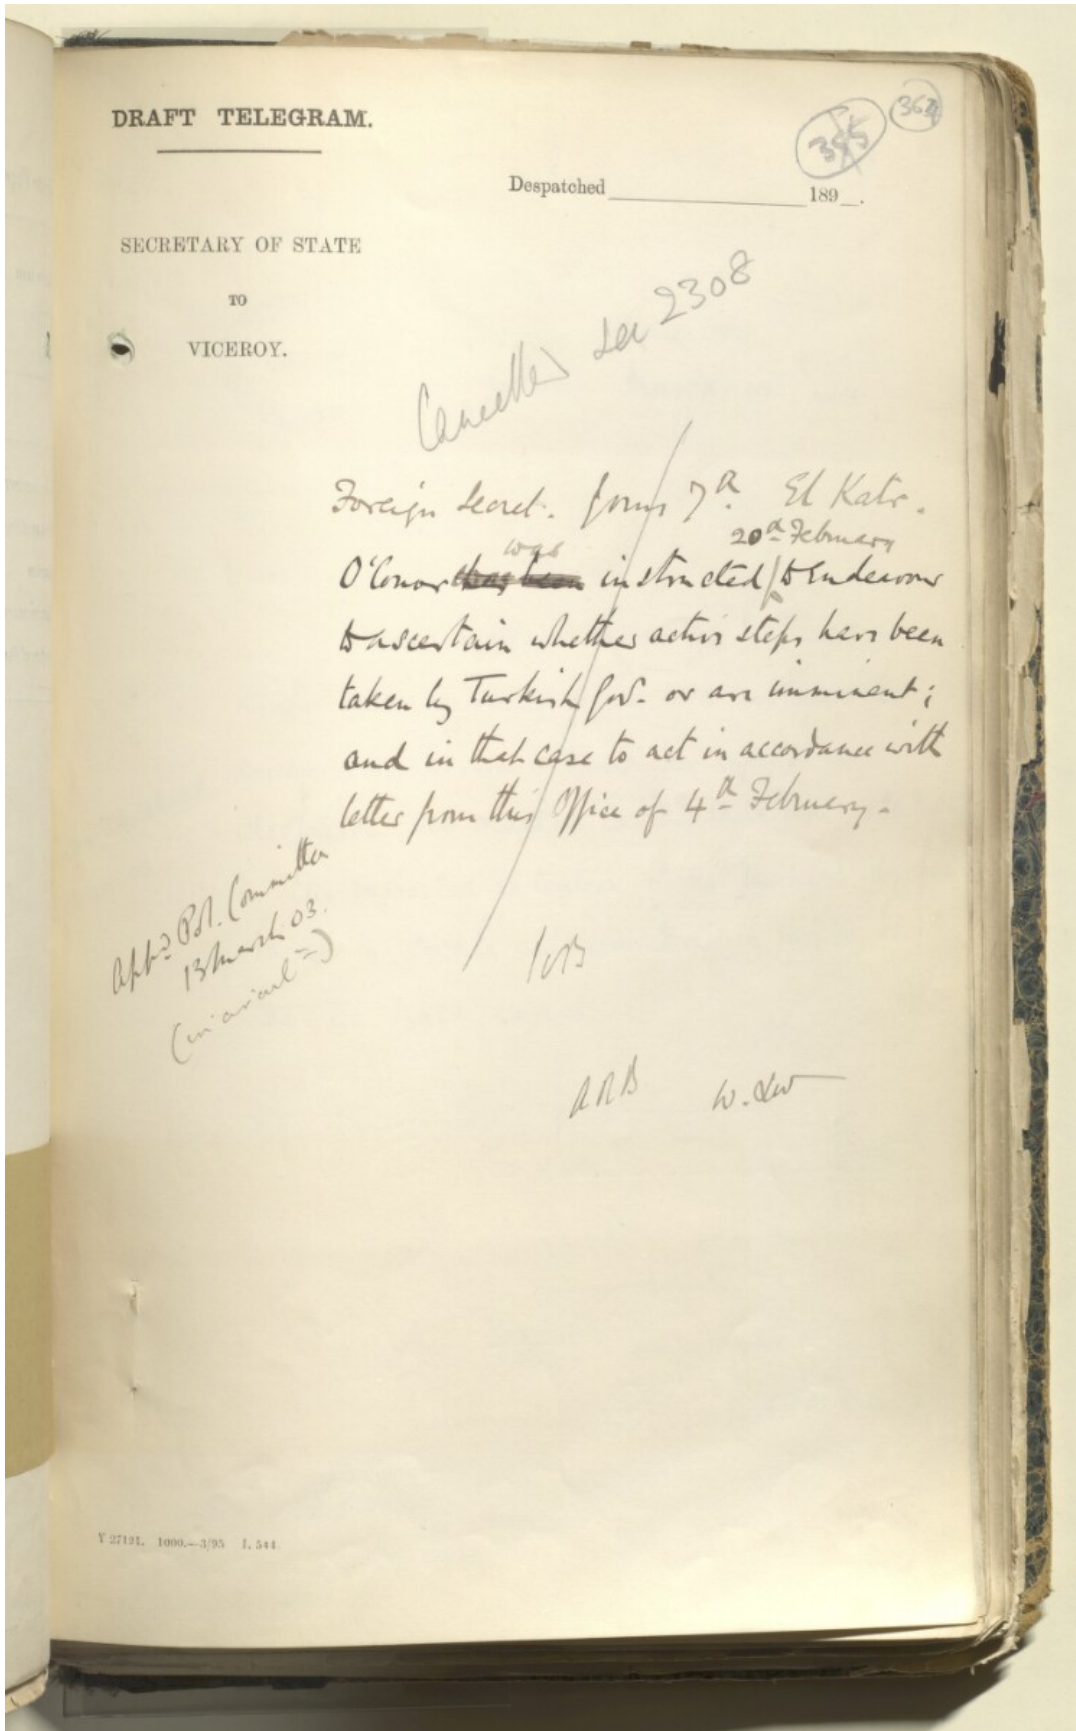 DRAFT TELEGRAM.
364
Despatched 189 .
SECRETARY OF STATE
TO
VICEROY.
Cancelled See 2308
Foreign Secret. Yours 7th. El Katr.
was 20th February
O'Conor has been instructed to endeavour
to ascertain whether active steps have been
taken by Turkish Govt. or are imminent;
and in that case to act in accordance with
letter from this Office of 4th February.
Appd Pol. Committee
13 March 03.
W. LW
Y 27121. 1000.—3/95 I. 544.